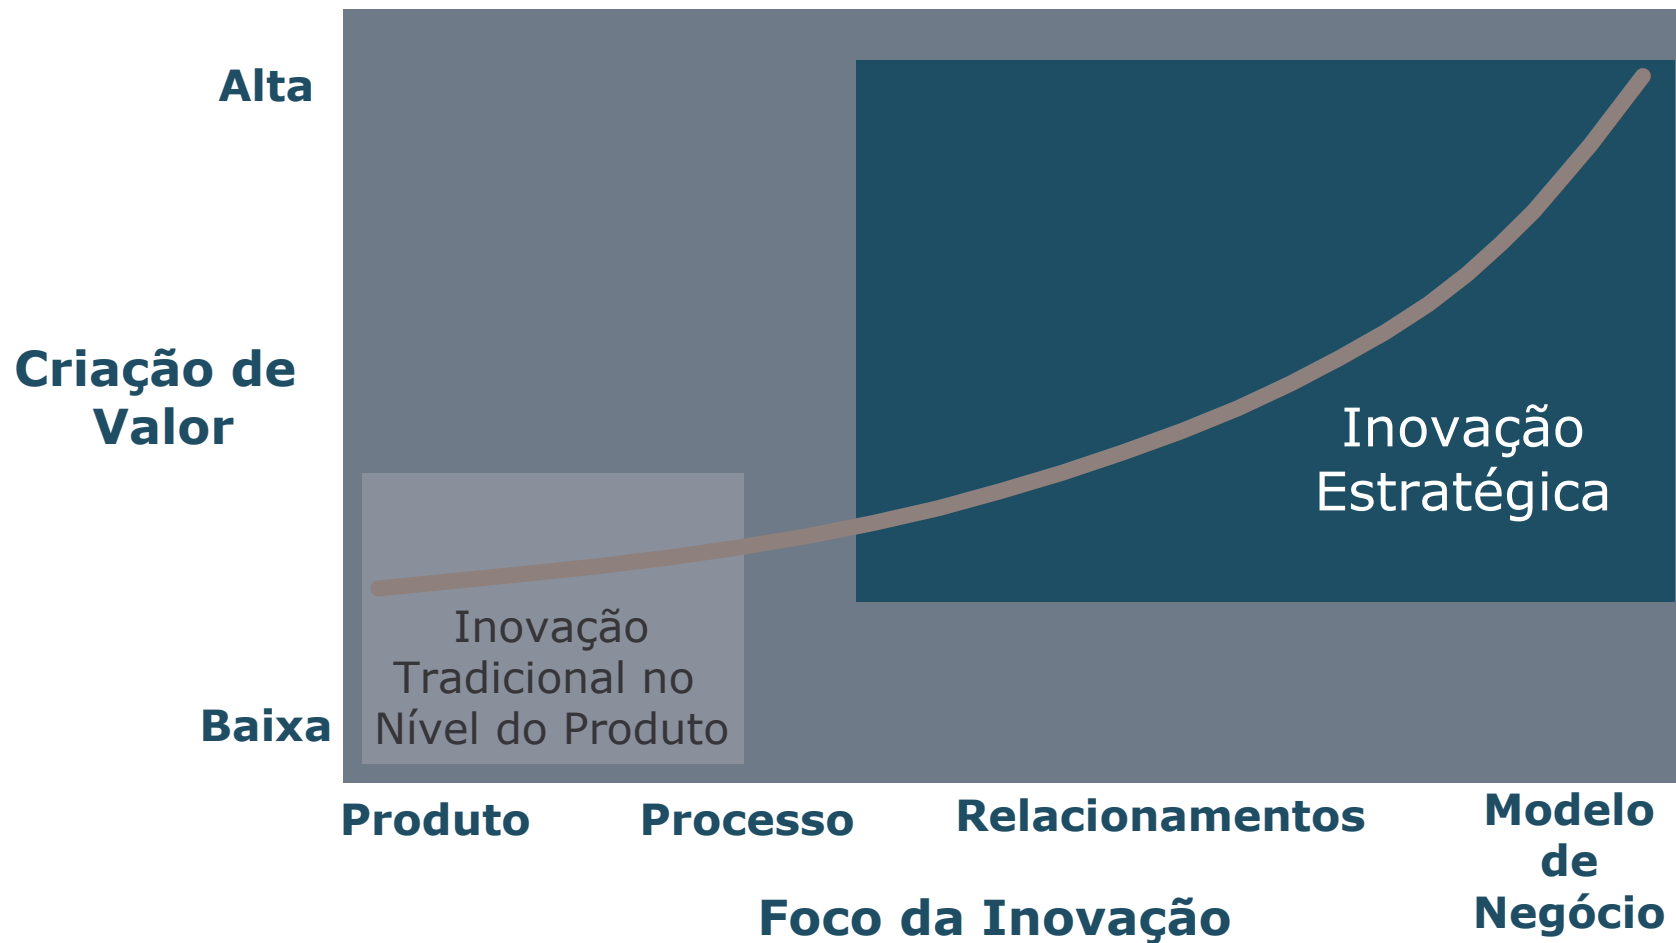 Alta
Criação de
Valor
Inovação
Estratégica
Inovação
Tradicional no
Nível do Produto
Baixa
Produto
Processo
Relacionamentos
Modelo
de
Negócio
Foco da Inovação